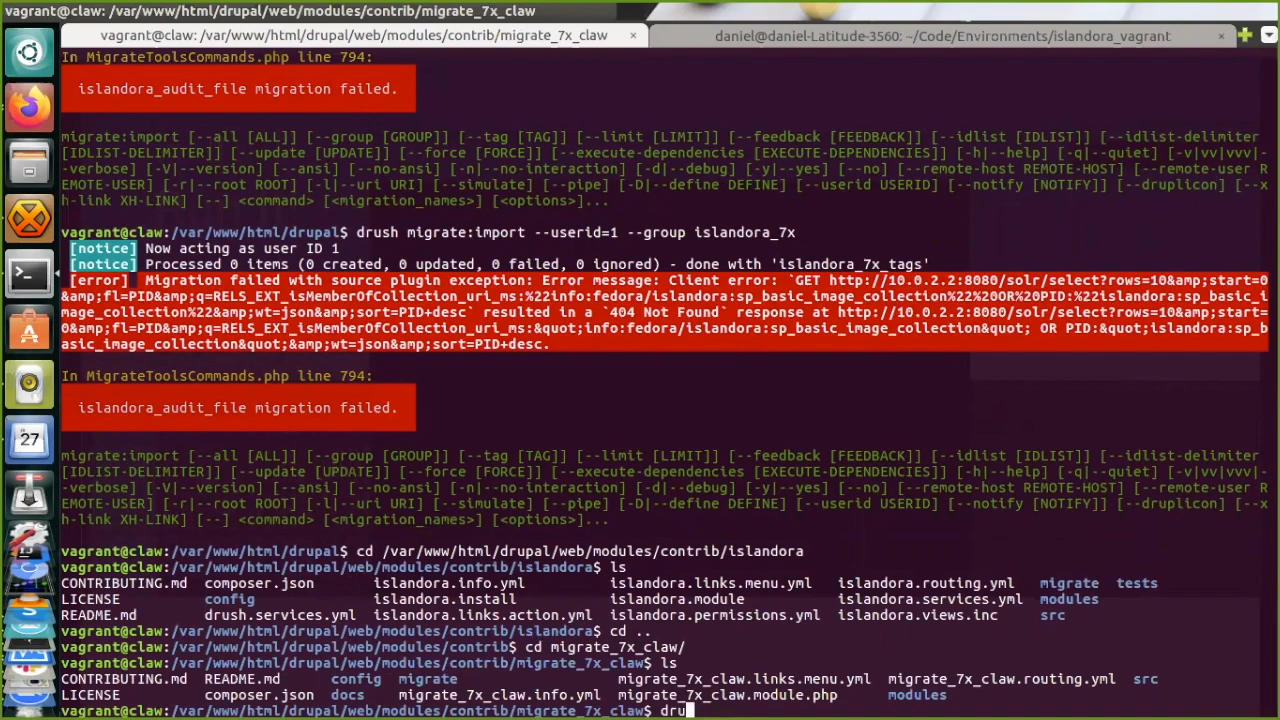 vagrant@claw: /var/www/html/drupal/web/modules/contrib/migrate_7x_claw
vagrant@claw: /var/www/html/drupal/web/modules/contrib/migrate_7x_claw × daniel@daniel-Latitude-3560: ~/Code/Environments/islandora_vagrant ×
In MigrateToolsCommands.php line 794:
islandora_audit_file migration failed.
migrate:import [--all [ALL]] [--group [GROUP]] [--tag [TAG]] [--limit [LIMIT]] [--feedback [FEEDBACK]] [--idlist [IDLIST]] [--idlist-delimiter
[IDLIST-DELIMITER]] [--update [UPDATE]] [--force [FORCE]] [--execute-dependencies [EXECUTE-DEPENDENCIES]] [-h|--help] [-q|--quiet] [-v|vv|vvv|-
-verbose] [-V|--version] [--ansi] [--no-ansi] [-n|--no-interaction] [-d|--debug] [-y|--yes] [--no] [--remote-host REMOTE-HOST] [--remote-user R
EMOTE-USER] [-r|--root ROOT] [-l|--uri URI] [--simulate] [--pipe] [-D|--define DEFINE] [--userid USERID] [--notify [NOTIFY]] [--druplicon] [--x
h-link XH-LINK] [--] <command> [<migration_names>] [<options>]...
vagrant@claw:/var/www/html/drupal$ drush migrate:import --userid=1 --group islandora_7x
[notice] Now acting as user ID 1
[notice] Processed 0 items (0 created, 0 updated, 0 failed, 0 ignored) - done with 'islandora_7x_tags'
[error] Migration failed with source plugin exception: Error message: Client error: `GET http://10.0.2.2:8080/solr/select?rows=10&amp;start=0
&amp;fl=PID&amp;q=RELS_EXT_isMemberOfCollection_uri_ms:%22info:fedora/islandora:sp_basic_image_collection%22%20OR%20PID:%22islandora:sp_basic_i
mage_collection%22&amp;wt=json&amp;sort=PID+desc` resulted in a `404 Not Found` response at http://10.0.2.2:8080/solr/select?rows=10&amp;start=
0&amp;fl=PID&amp;q=RELS_EXT_isMemberOfCollection_uri_ms:&quot;info:fedora/islandora:sp_basic_image_collection&quot; OR PID:&quot;islandora:sp_b
asic_image_collection&quot;&amp;wt=json&amp;sort=PID+desc.
In MigrateToolsCommands.php line 794:
islandora_audit_file migration failed.
migrate:import [--all [ALL]] [--group [GROUP]] [--tag [TAG]] [--limit [LIMIT]] [--feedback [FEEDBACK]] [--idlist [IDLIST]] [--idlist-delimiter
[IDLIST-DELIMITER]] [--update [UPDATE]] [--force [FORCE]] [--execute-dependencies [EXECUTE-DEPENDENCIES]] [-h|--help] [-q|--quiet] [-v|vv|vvv|-
-verbose] [-V|--version] [--ansi] [--no-ansi] [-n|--no-interaction] [-d|--debug] [-y|--yes] [--no] [--remote-host REMOTE-HOST] [--remote-user R
EMOTE-USER] [-r|--root ROOT] [-l|--uri URI] [--simulate] [--pipe] [-D|--define DEFINE] [--userid USERID] [--notify [NOTIFY]] [--druplicon] [--x
h-link XH-LINK] [--] <command> [<migration_names>] [<options>]...
vagrant@claw:/var/www/html/drupal$ cd /var/www/html/drupal/web/modules/contrib/islandora
vagrant@claw:/var/www/html/drupal/web/modules/contrib/islandora$ ls
CONTRIBUTING.md composer.json islandora.info.yml islandora.links.menu.yml islandora.routing.yml migrate tests
LICENSE config islandora.install islandora.module islandora.services.yml modules
README.md drush.services.yml islandora.links.action.yml islandora.permissions.yml islandora.views.inc src
vagrant@claw:/var/www/html/drupal/web/modules/contrib/islandora$ cd ..
vagrant@claw:/var/www/html/drupal/web/modules/contrib$ cd migrate_7x_claw/
vagrant@claw:/var/www/html/drupal/web/modules/contrib/migrate_7x_claw$ ls
CONTRIBUTING.md README.md config migrate migrate_7x_claw.links.menu.yml migrate_7x_claw.routing.yml src
LICENSE composer.json docs migrate_7x_claw.info.yml migrate_7x_claw.module.php modules
vagrant@claw:/var/www/html/drupal/web/modules/contrib/migrate_7x_claw$ dru
27